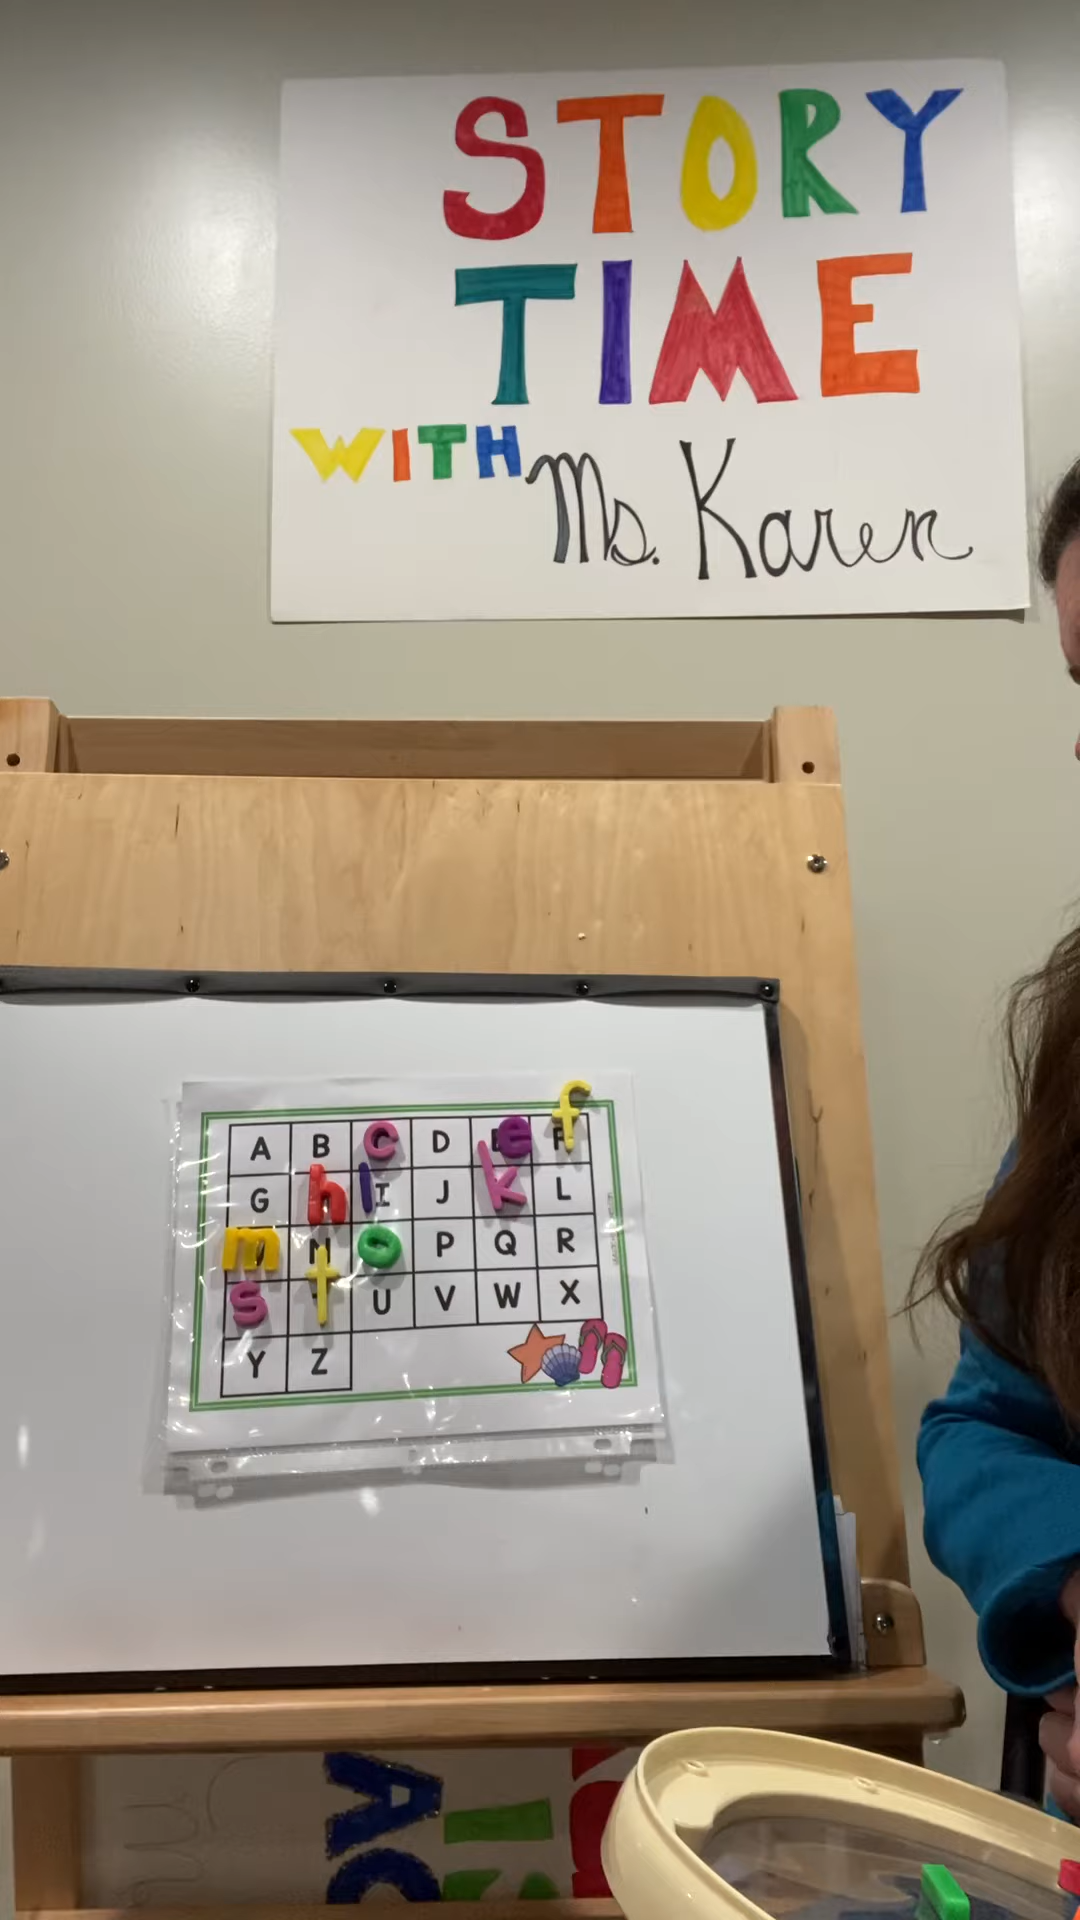 STORY
TIME
WITH Ms. Karen
f
A B c D e
G h l I J k L
m N o P Q R
s t U V W X
Y Z